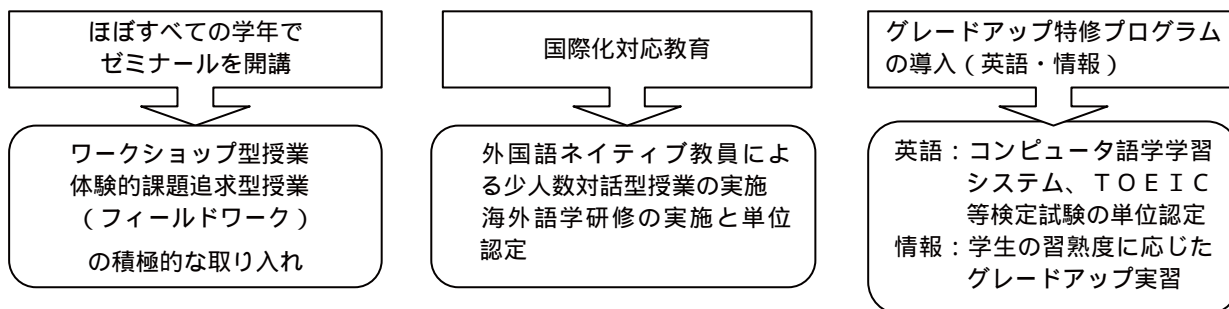 ほぼすべての学年で
ゼミナールを開講
ワークショップ型授業
体験的課題追求型授業
（フィールドワーク）
の積極的な取り入れ
国際化対応教育
外国語ネイティブ教員によ
る少人数対話型授業の実施
海外語学研修の実施と単位
認定
グレードアップ特修プログラム
の導入（英語・情報）
英語：コンピュータ語学学習
システム、ＴＯＥＩＣ
等検定試験の単位認定
情報：学生の習熟度に応じた
グレードアップ実習